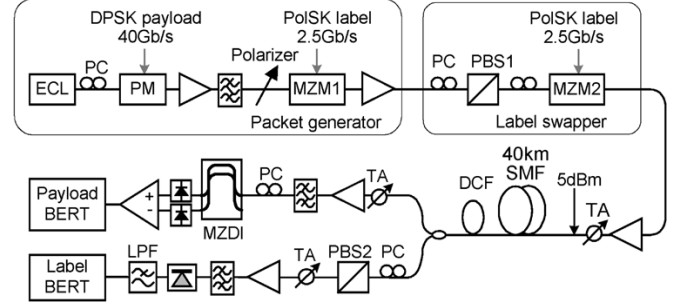 DPSK payload
40Gb/s
PolSK label
2.5Gb/s
PolSK label
2.5Gb/s
Polarizer
PC
PC
PBS1
ECL
PM
MZM1
MZM2
Packet generator
Label swapper
40km
SMF
DCF
5dBm
TA
PC
TA
Payload
BERT
+
-
MZDI
LPF
TA
PBS2
PC
Label
BERT